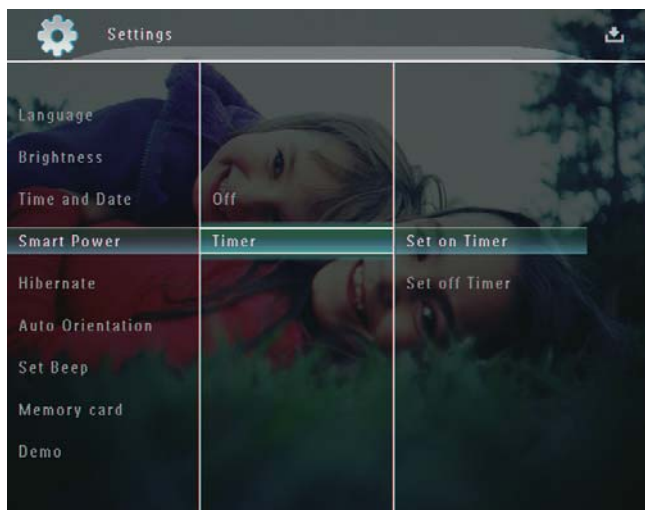 Settings
Language
Brightness
Time and Date
Off
Smart Power
Timer
Set on Timer
Hibernate
Set off Timer
Auto Orientation
Set Beep
Memory card
Demo